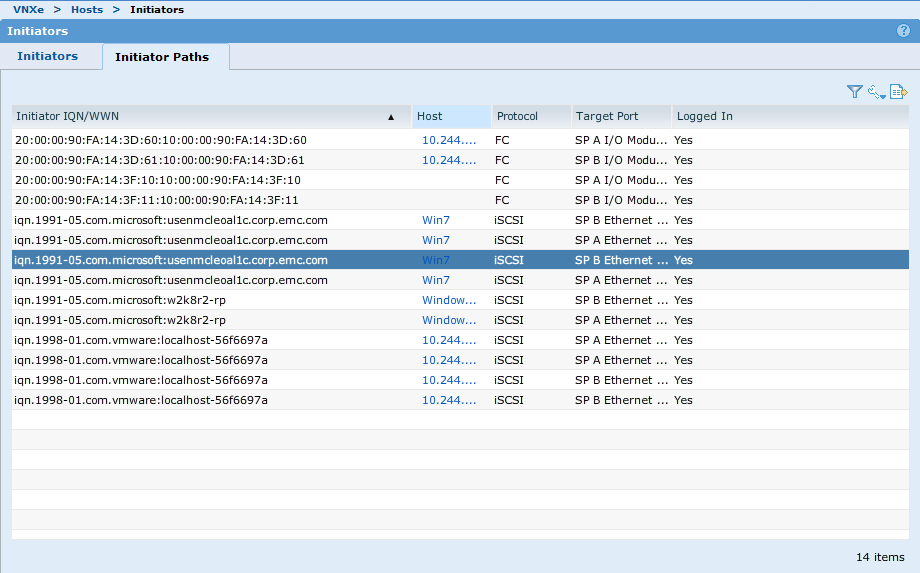 VNXe > Hosts > Initiators
Initiators ?
Initiators Initiator Paths
Initiator IQN/WWN ▲ Host Protocol Target Port Logged In
20:00:00:90:FA:14:3D:60:10:00:00:90:FA:14:3D:60 10.244.... FC SP A I/O Modu... Yes
20:00:00:90:FA:14:3D:61:10:00:00:90:FA:14:3D:61 10.244.... FC SP B I/O Modu... Yes
20:00:00:90:FA:14:3F:10:10:00:00:90:FA:14:3F:10 FC SP A I/O Modu... Yes
20:00:00:90:FA:14:3F:11:10:00:00:90:FA:14:3F:11 FC SP B I/O Modu... Yes
iqn.1991-05.com.microsoft:usenmcleoal1c.corp.emc.com Win7 iSCSI SP B Ethernet ... Yes
iqn.1991-05.com.microsoft:usenmcleoal1c.corp.emc.com Win7 iSCSI SP A Ethernet ... Yes
iqn.1991-05.com.microsoft:usenmcleoal1c.corp.emc.com Win7 iSCSI SP B Ethernet ... Yes
iqn.1991-05.com.microsoft:usenmcleoal1c.corp.emc.com Win7 iSCSI SP A Ethernet ... Yes
iqn.1991-05.com.microsoft:w2k8r2-rp Window... iSCSI SP B Ethernet ... Yes
iqn.1991-05.com.microsoft:w2k8r2-rp Window... iSCSI SP A Ethernet ... Yes
iqn.1998-01.com.vmware:localhost-56f6697a 10.244.... iSCSI SP A Ethernet ... Yes
iqn.1998-01.com.vmware:localhost-56f6697a 10.244.... iSCSI SP A Ethernet ... Yes
iqn.1998-01.com.vmware:localhost-56f6697a 10.244.... iSCSI SP B Ethernet ... Yes
iqn.1998-01.com.vmware:localhost-56f6697a 10.244.... iSCSI SP B Ethernet ... Yes
14 items